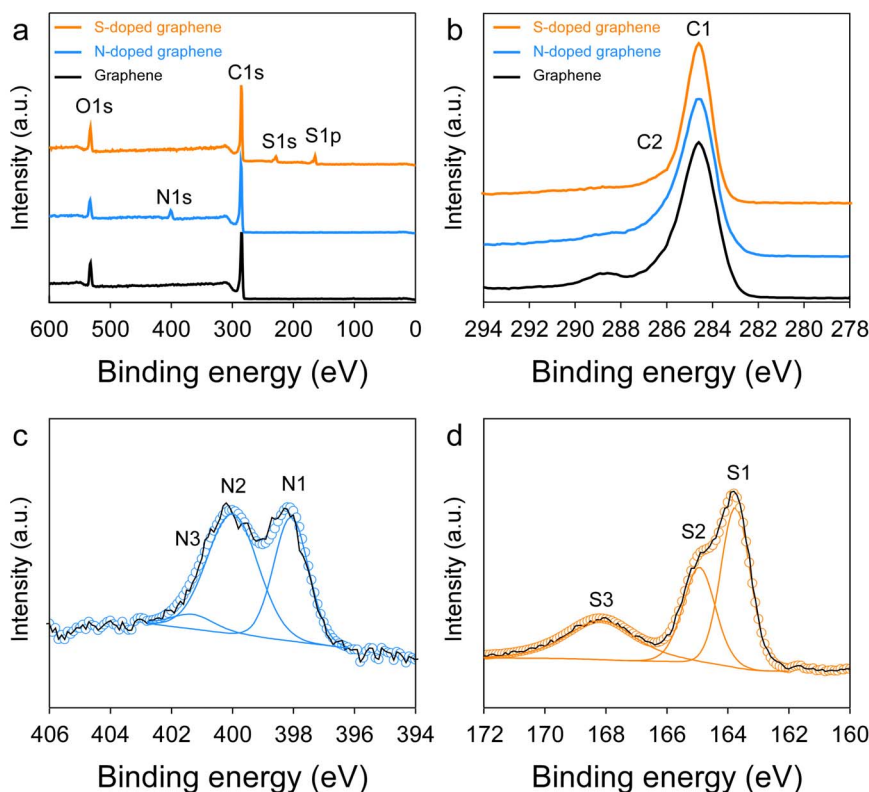 a
S-doped graphene
N-doped graphene
Graphene
C1s
O1s
S1s
S1p
N1s
Intensity (a.u.)
600 500 400 300 200 100 0
Binding energy (eV)
b
S-doped graphene
N-doped graphene
Graphene
C1
C2
Intensity (a.u.)
294 292 290 288 286 284 282 280 278
Binding energy (eV)
c
N2
N1
N3
Intensity (a.u.)
406 404 402 400 398 396 394
Binding energy (eV)
d
S1
S2
S3
Intensity (a.u.)
172 170 168 166 164 162 160
Binding energy (eV)